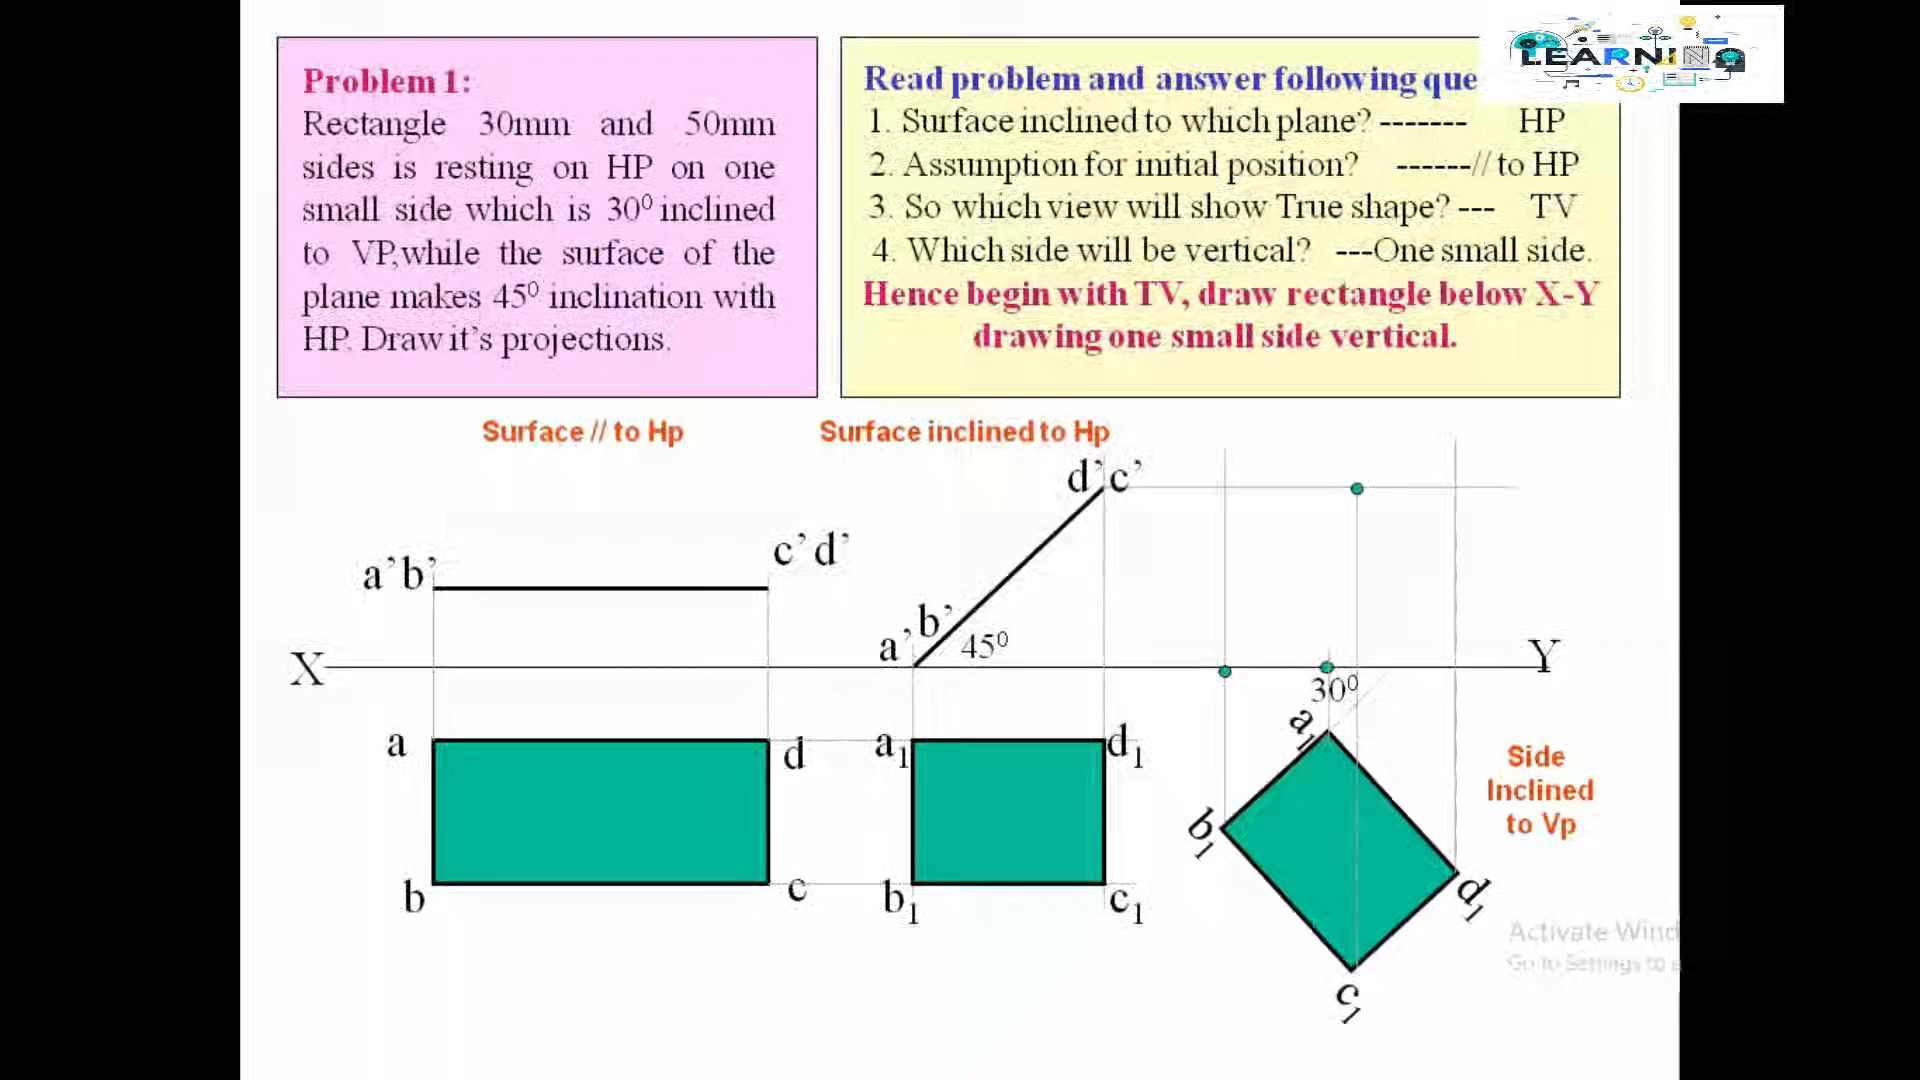 LEARNING
Problem 1:
Rectangle 30mm and 50mm
sides is resting on HP on one
small side which is 30⁰ inclined
to VP,while the surface of the
plane makes 45⁰ inclination with
HP. Draw it’s projections.
Read problem and answer following que
1. Surface inclined to which plane? ------- HP
2. Assumption for initial position? ------// to HP
3. So which view will show True shape? --- TV
4. Which side will be vertical? ---One small side.
Hence begin with TV, draw rectangle below X-Y
drawing one small side vertical.
Surface // to Hp
Surface inclined to Hp
d’c’
c’d’
a’b’
a’b’
45⁰
X
Y
30⁰
a
d
a₁
d₁
a₁
b
c
b₁
c₁
b₁
d₁
c₁
Side
Inclined
to Vp
Activate Wind
Go to Settings to a